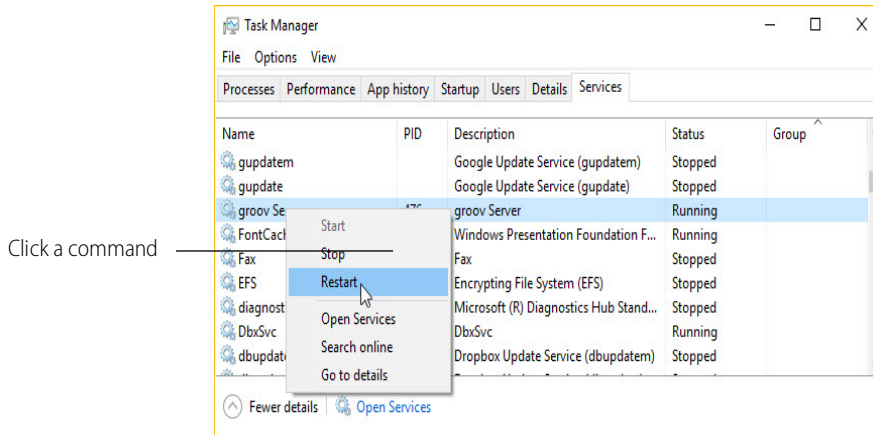 Task Manager
File Options View
Processes Performance App history Startup Users Details Services
Name PID Description Status Group
gupdatem Google Update Service (gupdatem) Stopped
gupdate Google Update Service (gupdate) Stopped
groov Se groov Server Running
FontCach Windows Presentation Foundation F... Running
Fax Fax Stopped
EFS Encrypting File System (EFS) Stopped
diagnost Microsoft (R) Diagnostics Hub Stand... Stopped
DbxSvc DbxSvc Running
dbupdat Dropbox Update Service (dbupdatem) Stopped
Start
Stop
Restart
Open Services
Search online
Go to details
Click a command
Fewer details Open Services